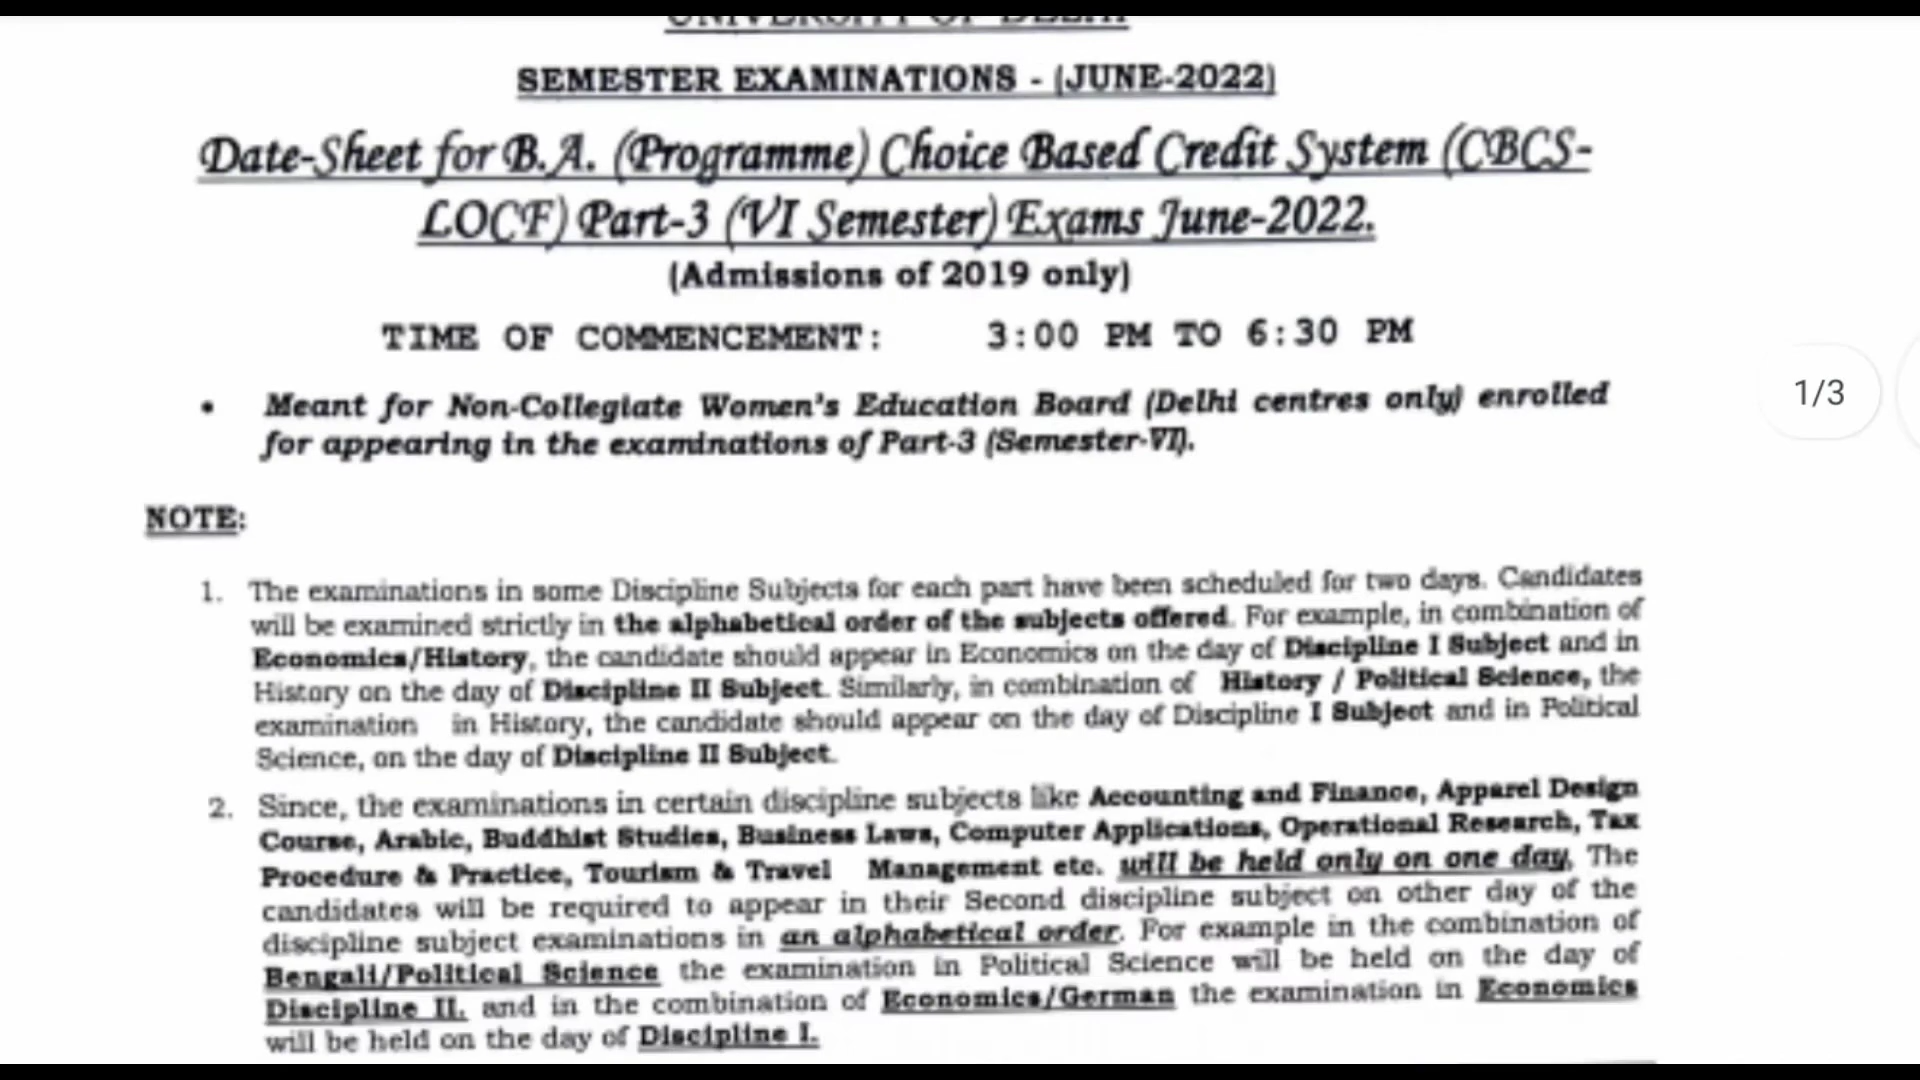 UNIVERSITY OF DELHI
SEMESTER EXAMINATIONS - (JUNE-2022)
Date-Sheet for B.A. (Programme) Choice Based Credit System (CBCS-
LOCF) Part-3 (VI Semester) Exams June-2022.
(Admissions of 2019 only)
TIME OF COMMENCEMENT: 3:00 PM TO 6:30 PM
• Meant for Non-Collegiate Women's Education Board (Delhi centres only) enrolled
for appearing in the examinations of Part-3 (Semester-VI).
1/3
NOTE:
1. The examinations in some Discipline Subjects for each part have been scheduled for two days. Candidates
will be examined strictly in the alphabetical order of the subjects offered. For example, in combination of
Economics/History, the candidate should appear in Economics on the day of Discipline I Subject and in
History on the day of Discipline II Subject. Similarly, in combination of History / Political Science, the
examination in History, the candidate should appear on the day of Discipline I Subject and in Political
Science, on the day of Discipline II Subject.
2. Since, the examinations in certain discipline subjects like Accounting and Finance, Apparel Design
Course, Arabic, Buddhist Studies, Business Laws, Computer Applications, Operational Research, Tax
Procedure & Practice, Tourism & Travel Management etc. will be held only on one day. The
candidates will be required to appear in their Second discipline subject on other day of the
discipline subject examinations in an alphabetical order. For example in the combination of
Bengali/Political Science the examination in Political Science will be held on the day of
Discipline II. and in the combination of Economics/German the examination in Economics
will be held on the day of Discipline I.